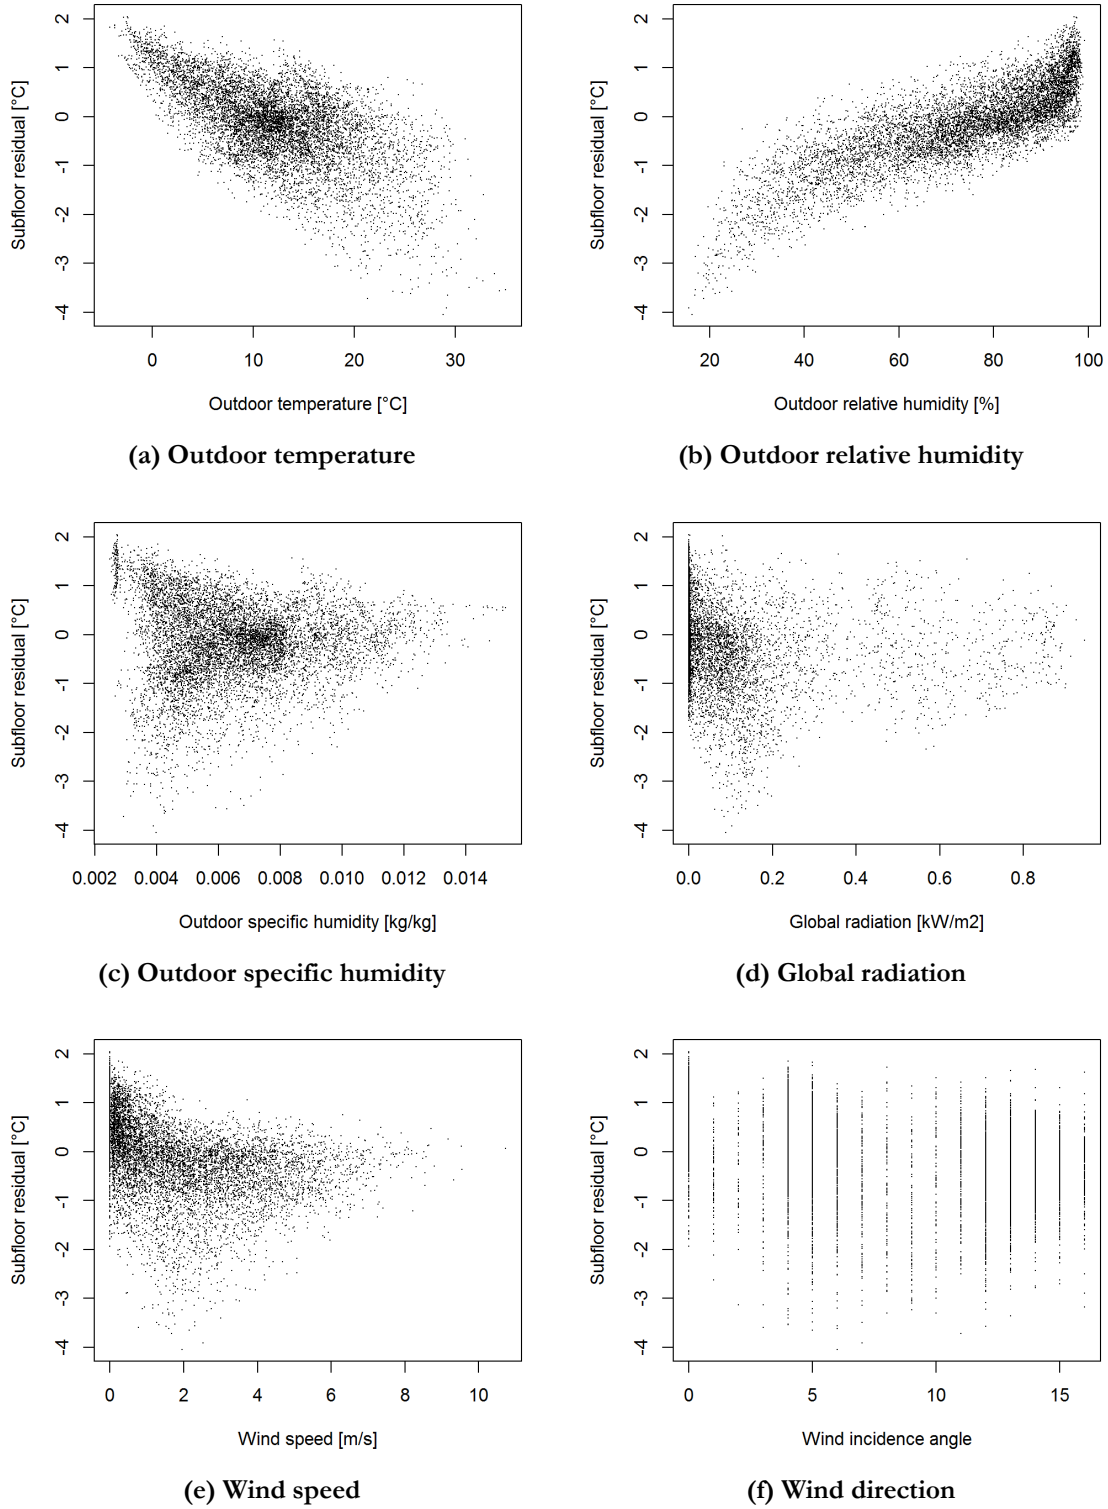 2
1
0
-1
-2
-3
-4
Subfloor residual [°C]
0 10 20 30
Outdoor temperature [°C]
(a) Outdoor temperature
2
1
0
-1
-2
-3
-4
Subfloor residual [°C]
20 40 60 80 100
Outdoor relative humidity [%]
(b) Outdoor relative humidity
2
1
0
-1
-2
-3
-4
Subfloor residual [°C]
0.002 0.004 0.006 0.008 0.010 0.012 0.014
Outdoor specific humidity [kg/kg]
(c) Outdoor specific humidity
2
1
0
-1
-2
-3
-4
Subfloor residual [°C]
0.0 0.2 0.4 0.6 0.8
Global radiation [kW/m2]
(d) Global radiation
2
1
0
-1
-2
-3
-4
Subfloor residual [°C]
0 2 4 6 8 10
Wind speed [m/s]
(e) Wind speed
2
1
0
-1
-2
-3
-4
Subfloor residual [°C]
0 5 10 15
Wind incidence angle
(f) Wind direction